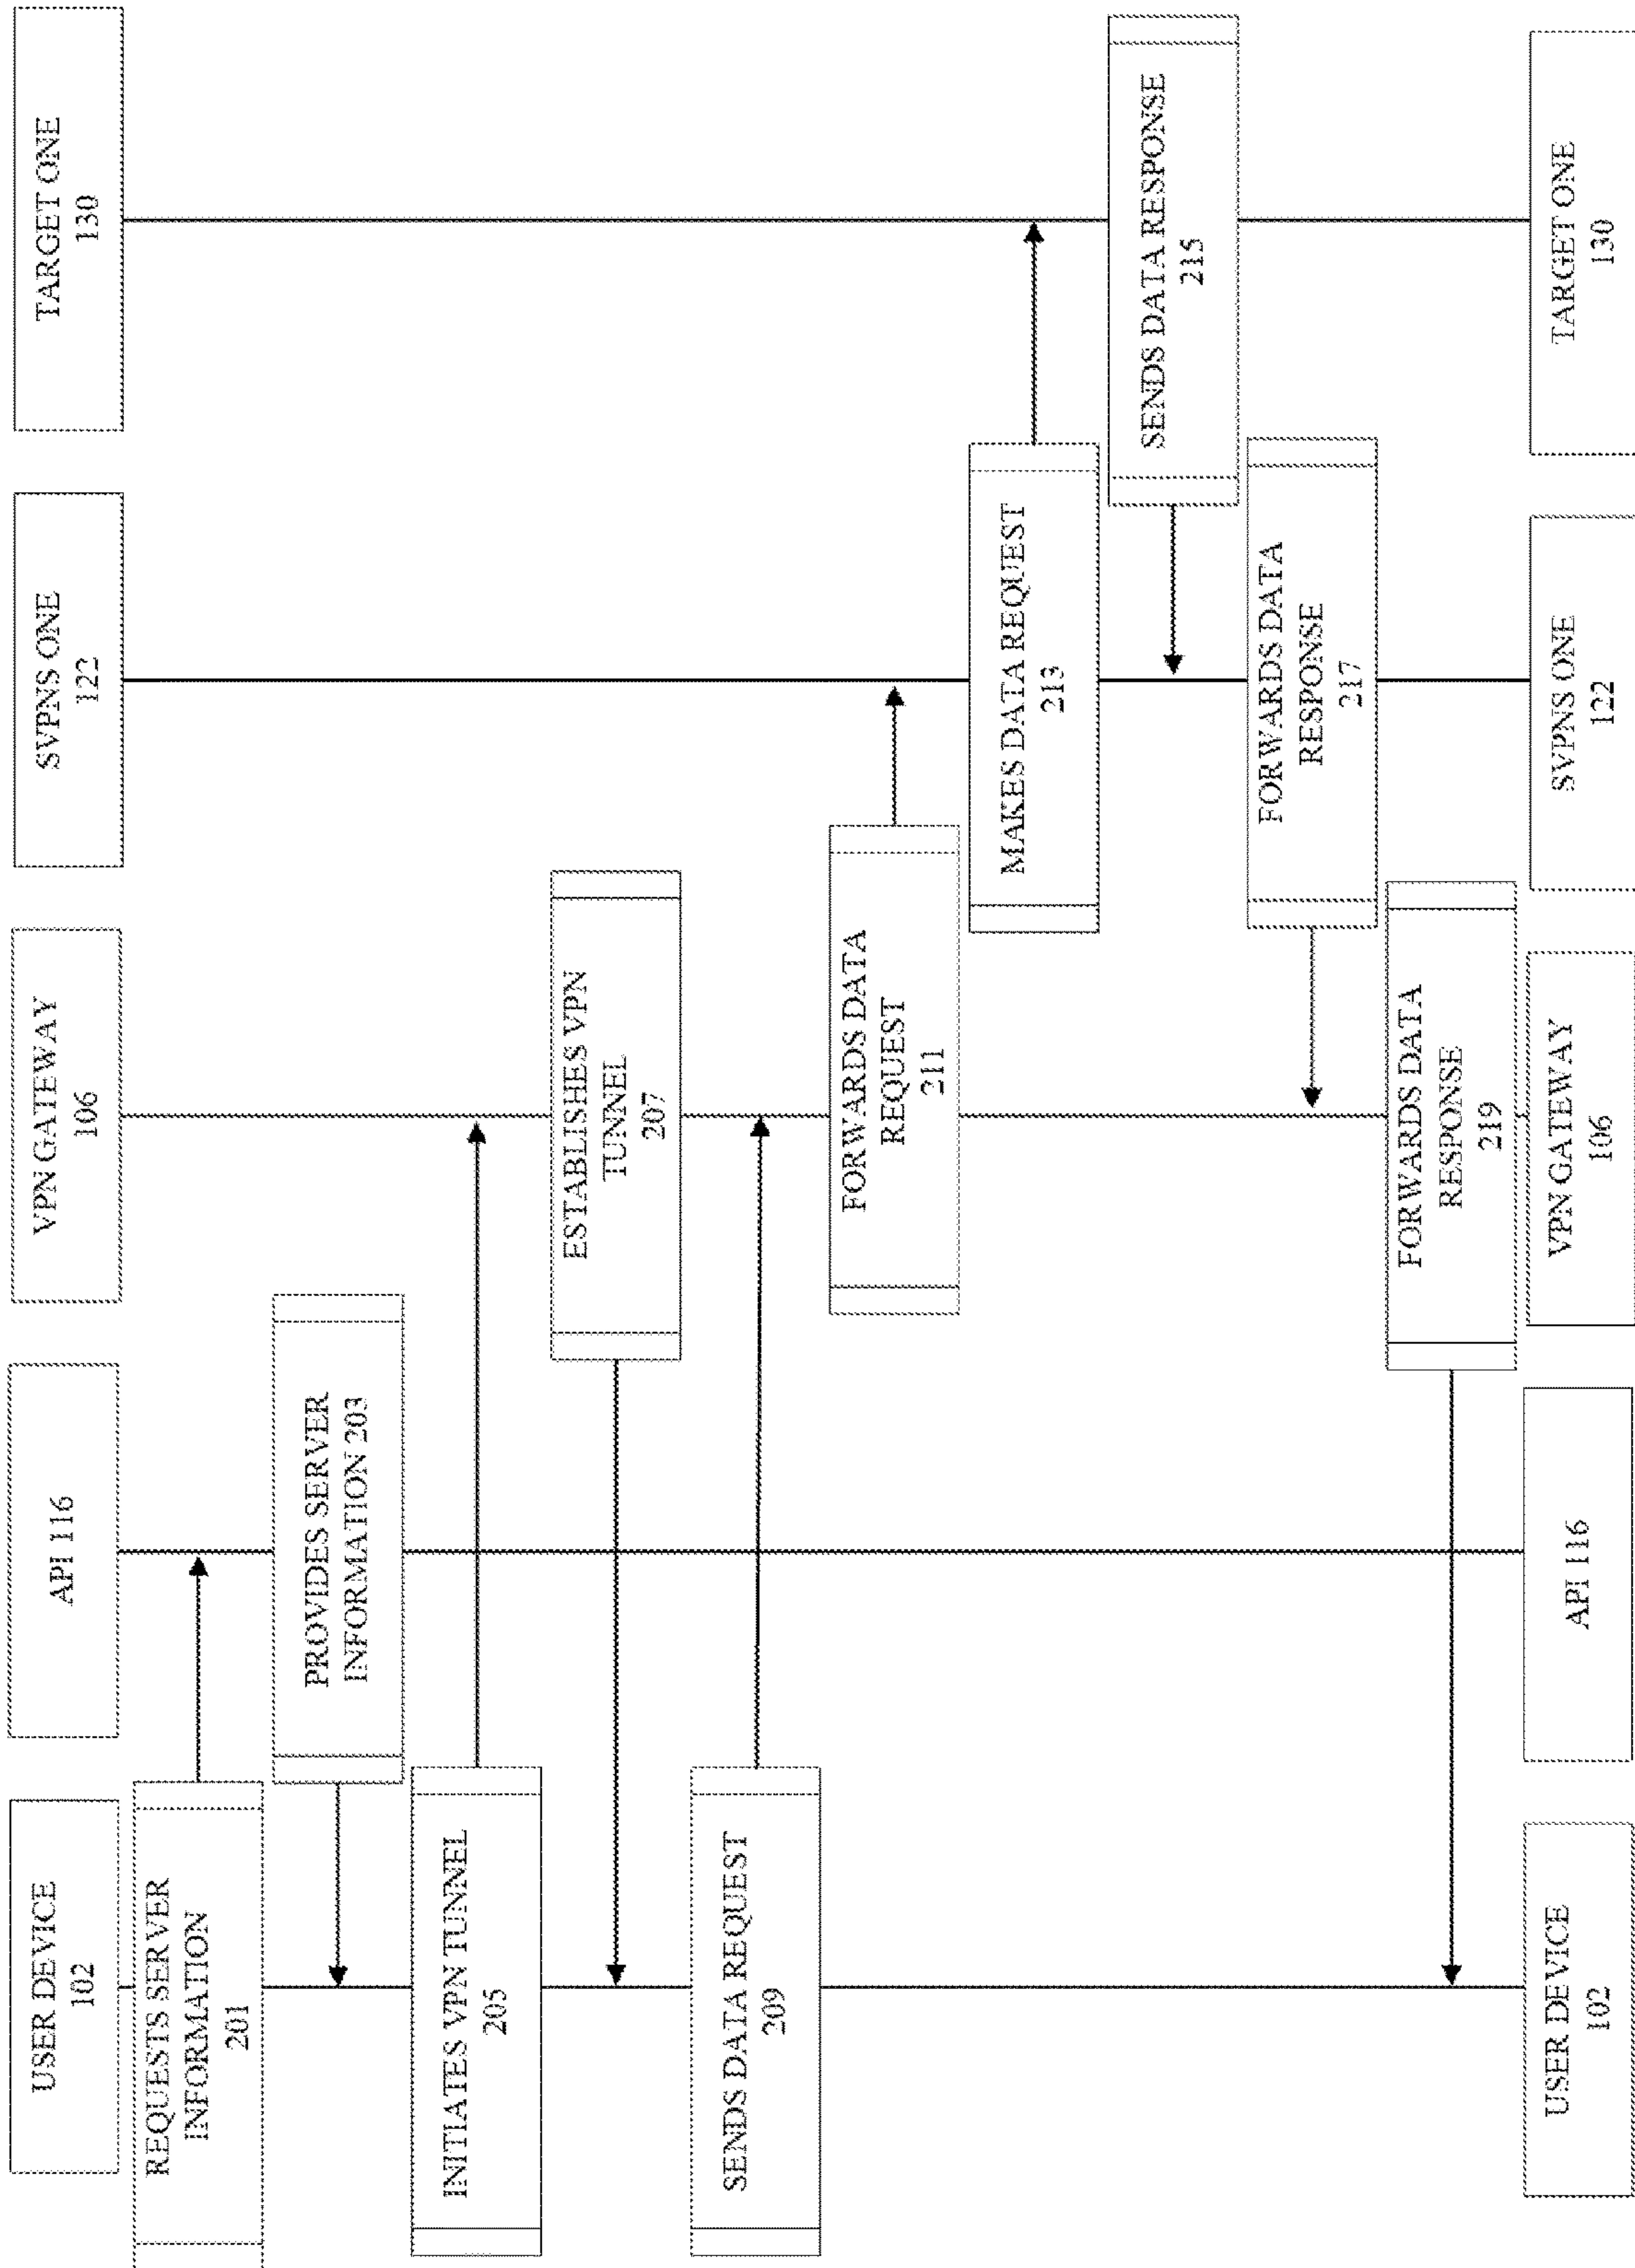 USER DEVICE
102
API 116
VPN GATEWAY
106
SVPNS ONE
122
TARGET ONE
130
REQUESTS SERVER
INFORMATION
201
PROVIDES SERVER
INFORMATION 203
INITIATES VPN TUNNEL
205
ESTABLISHES VPN
TUNNEL
207
SENDS DATA REQUEST
209
FORWARDS DATA
REQUEST
211
MAKES DATA REQUEST
213
SENDS DATA RESPONSE
215
FORWARDS DATA
RESPONSE
217
FORWARDS DATA
RESPONSE
219
USER DEVICE
102
API 116
VPN GATEWAY
106
SVPNS ONE
122
TARGET ONE
130